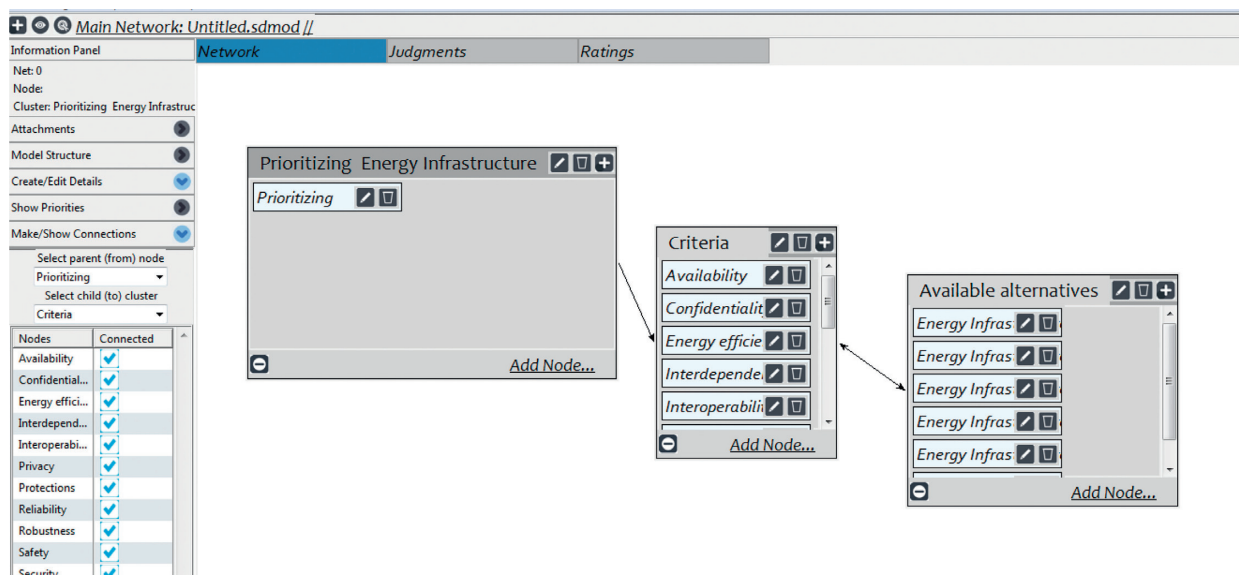 Main Network: Untitled.sdmod //
Information Panel
Network
Judgments
Ratings
Net: 0
Node:
Cluster: Prioritizing Energy Infrastruc
Attachments
Model Structure
Create/Edit Details
Show Priorities
Make/Show Connections
Select parent (from) node
Prioritizing
Select child (to) cluster
Criteria
Nodes Connected
Availability
Confidential...
Energy effici...
Interdepend...
Interoperabi...
Privacy
Protections
Reliability
Robustness
Safety
Security
Prioritizing Energy Infrastructure
Prioritizing
Add Node...
Criteria
Availability
Confidentialit
Energy efficie
Interdepende
Interoperabilit
Add Node...
Available alternatives
Energy Infras
Energy Infras
Energy Infras
Energy Infras
Energy Infras
Add Node...